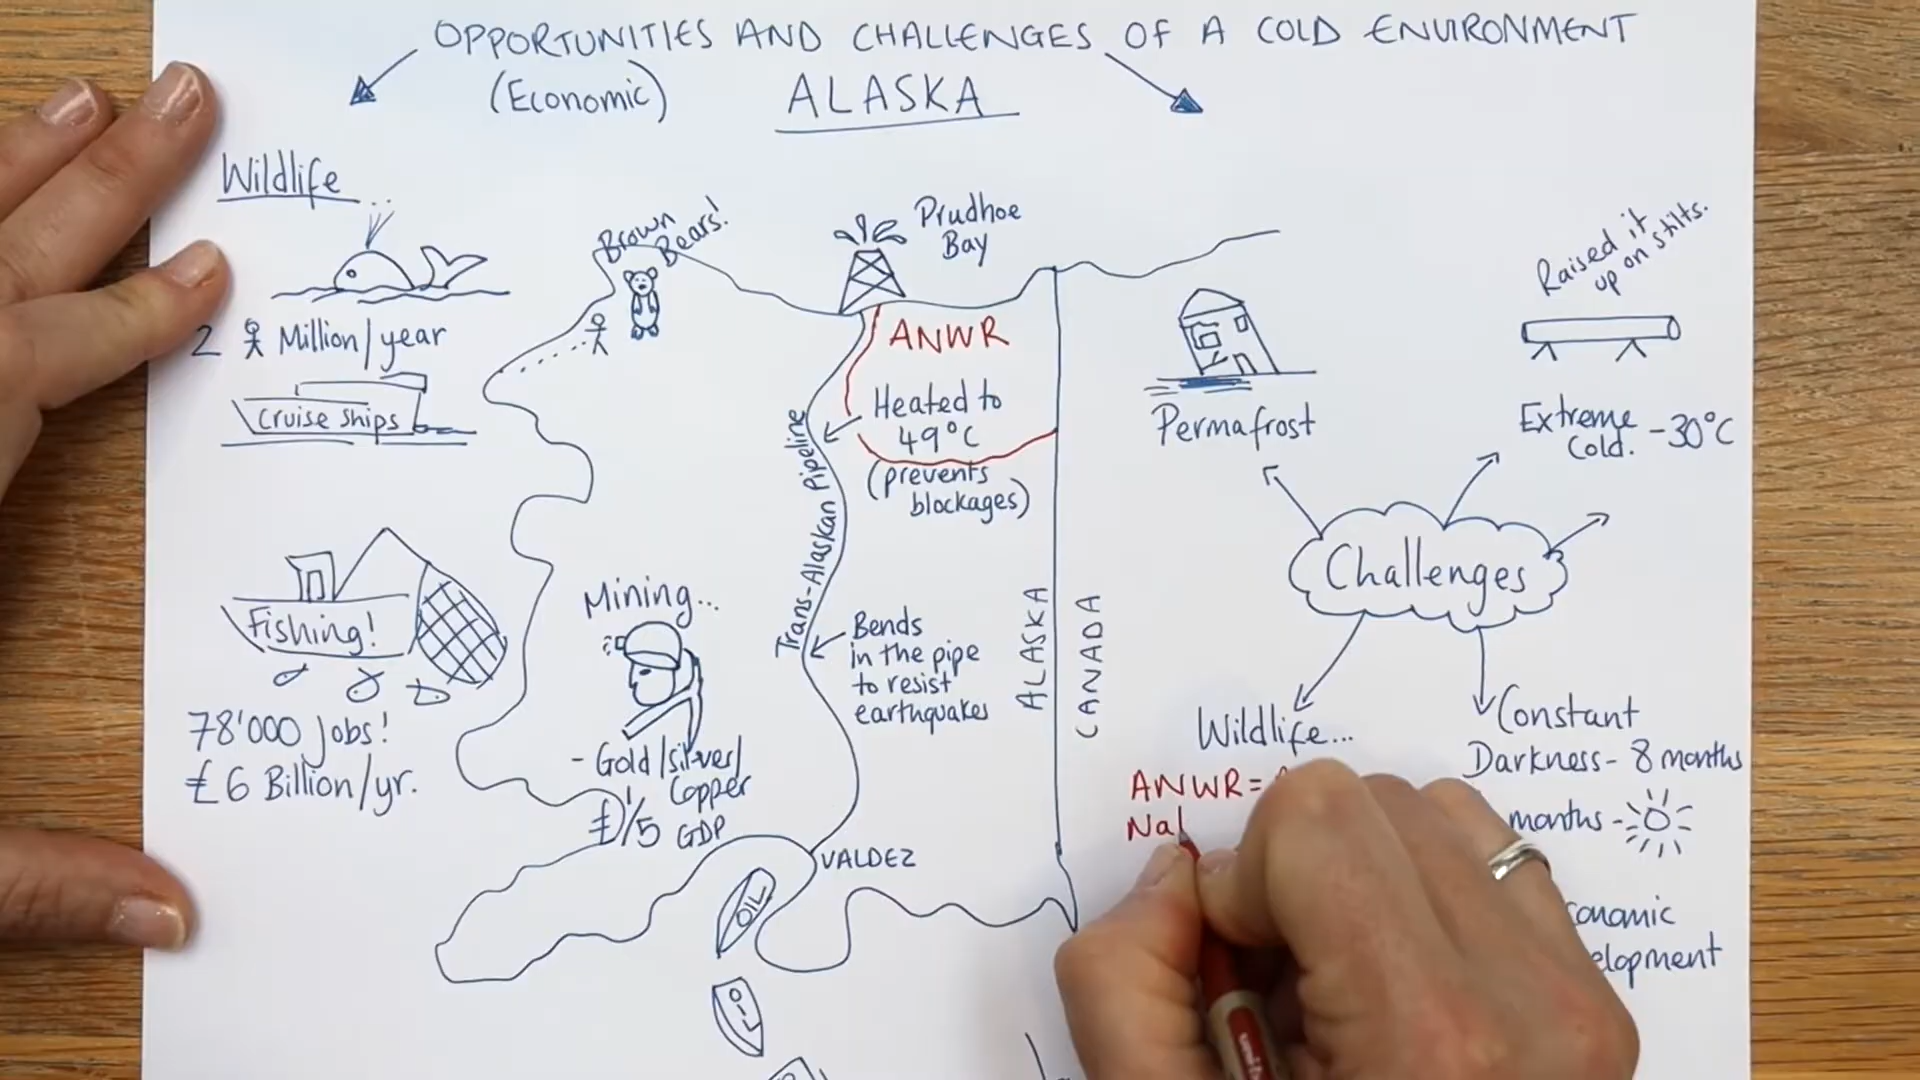 OPPORTUNITIES AND CHALLENGES OF A COLD ENVIRONMENT
(Economic)
ALASKA
Wildlife
2 Million/year
Cruise ships
Fishing!
78'000 Jobs!
£6 Billion/yr.
Brown
Bears!
Prudhoe
Bay
ANWR
Heated to
49°C
(prevents
blockages)
Trans-Alaskan Pipeline
Bends
in the pipe
to resist
earthquakes
Mining...
- Gold/silver/
Copper
£1/5 GDP
VALDEZ
OIL
OIL
ALASKA
CANADA
Permafrost
Raised it
up on stilts.
Extreme
Cold. -30°C
Challenges
Wildlife...
ANWR =
Constant
Darkness - 8 months
months -